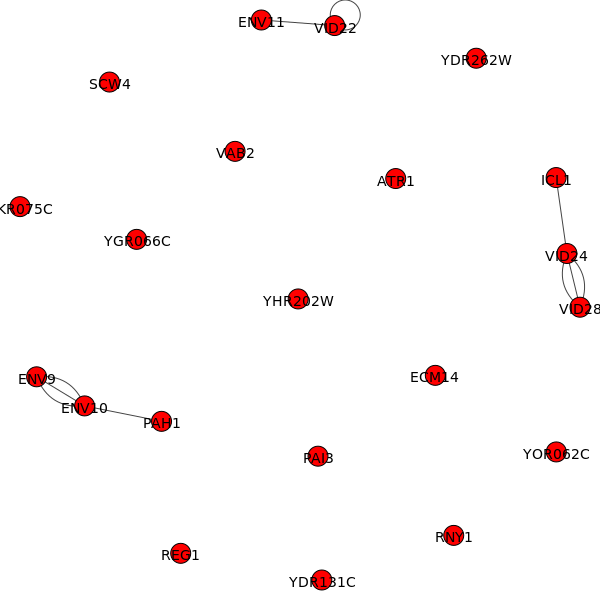 ENV11
VID22
YDR262W
SCW4
VAB2
ATR1
ICL1
KR075C
YGR066C
VID24
YHR202W
VID28
ENV9
ECM14
ENV10
PAH1
PAI3
YOR062C
RNY1
REG1
YDR131C